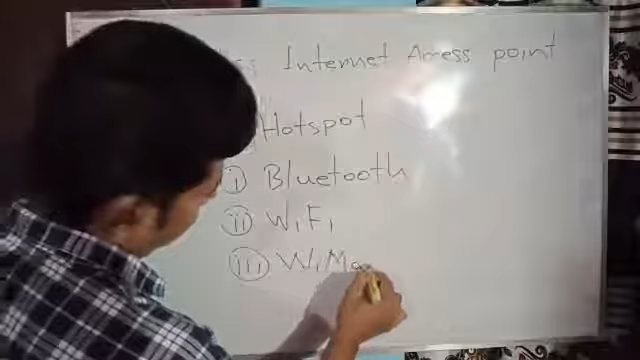 Internet Access point
Hotspot
(i) Bluetooth
(ii) WiFi
(iii) WiMa